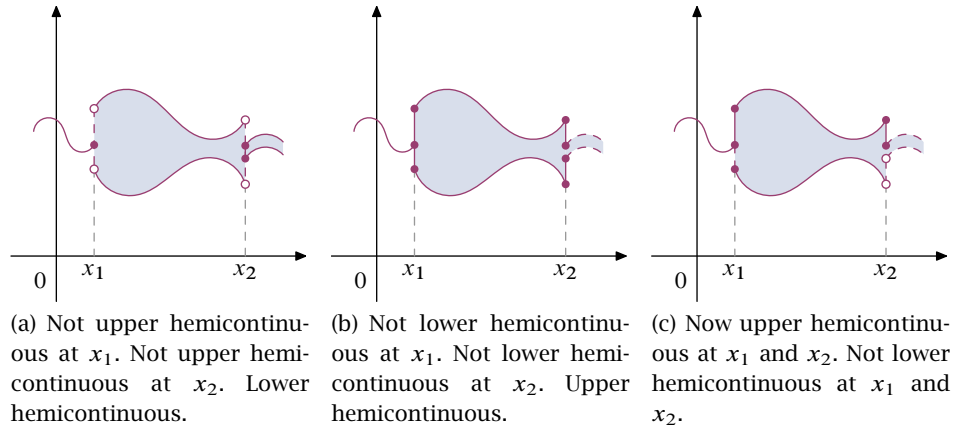 0
x₁
x₂
0
x₁
x₂
0
x₁
x₂
(a) Not upper hemicontinu-
ous at x₁. Not upper hemi-
continuous at x₂. Lower
hemicontinuous.
(b) Not lower hemicontinu-
ous at x₁. Not lower hemi-
continuous at x₂. Upper
hemicontinuous.
(c) Now upper hemicontinu-
ous at x₁ and x₂. Not lower
hemicontinuous at x₁ and
x₂.